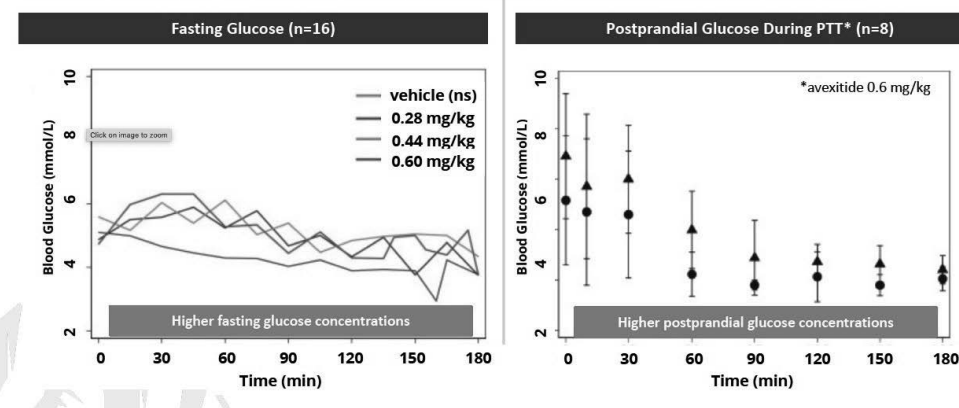 Fasting Glucose (n=16)
Blood Glucose (mmol/L)
10
8
6
4
2
Click on image to zoom
vehicle (ns)
0.28 mg/kg
0.44 mg/kg
0.60 mg/kg
Higher fasting glucose concentrations
0 30 60 90 120 150 180
Time (min)
Postprandial Glucose During PTT* (n=8)
Blood Glucose (mmol/L)
10
8
6
4
2
*avexitide 0.6 mg/kg
Higher postprandial glucose concentrations
0 30 60 90 120 150 180
Time (min)